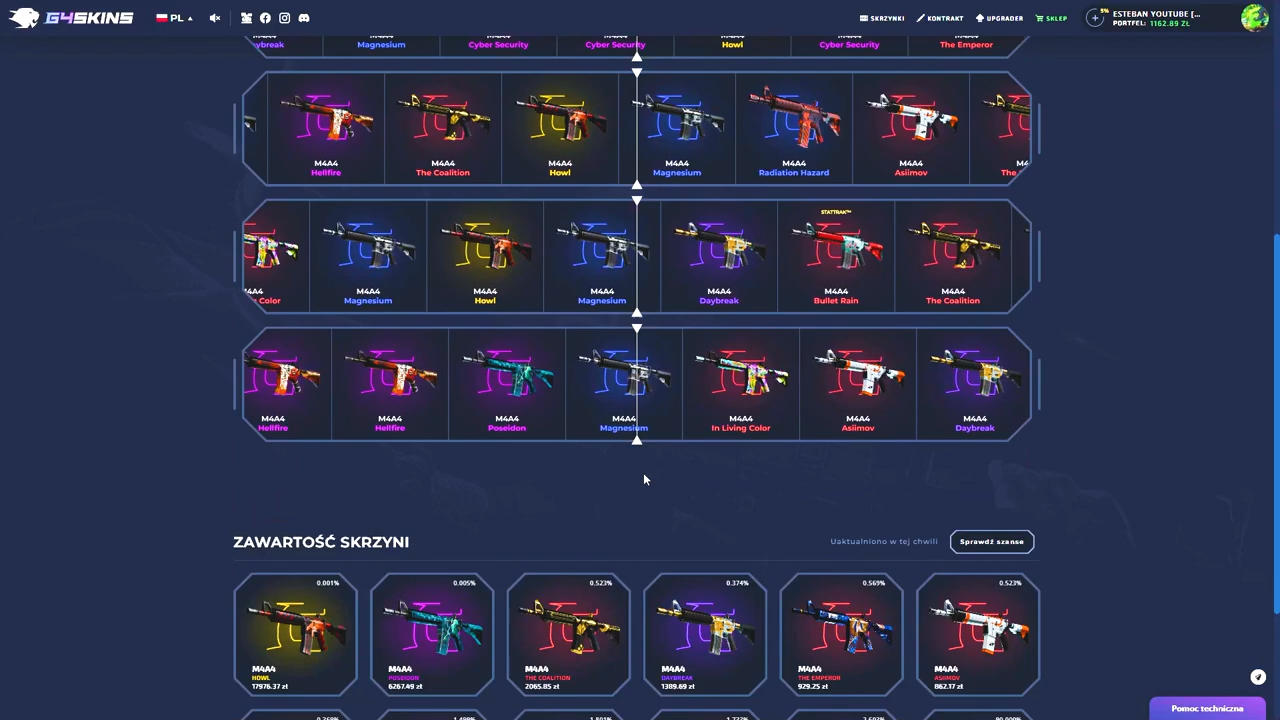 G4SKINS
PL
SKRZYNKI
KONTRAKT
UPGRADER
SKLEP
5%
ESTEBAN YOUTUBE [...
PORTFEL: 1162.89 ZŁ
ybreak
Magnesium
Cyber Security
Cyber Security
Howl
Cyber Security
The Emperor
M4A4
Hellfire
M4A4
The Coalition
M4A4
Howl
M4A4
Magnesium
M4A4
Radiation Hazard
M4A4
Asiimov
M4
The
4A4
Color
M4A4
Magnesium
M4A4
Howl
M4A4
Magnesium
M4A4
Daybreak
STATTRAK™
M4A4
Bullet Rain
M4A4
The Coalition
M4A4
Hellfire
M4A4
Hellfire
M4A4
Poseidon
M4A4
Magnesium
M4A4
In Living Color
M4A4
Asiimov
M4A4
Daybreak
ZAWARTOŚĆ SKRZYNI
Uaktualniono w tej chwili
Sprawdź szanse
0.001%
M4A4
HOWL
17976.37 zł
0.005%
M4A4
POSEIDON
6267.49 zł
0.523%
M4A4
THE COALITION
2065.85 zł
0.374%
M4A4
DAYBREAK
1389.69 zł
0.569%
M4A4
THE EMPEROR
929.25 zł
0.523%
M4A4
ASIIMOV
862.17 zł
Pomoc techniczna